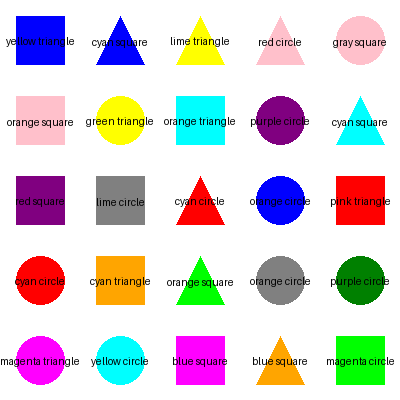 yellow triangle cyan square lime triangle red circle gray square
orange square green triangle orange triangle purple circle cyan square
red square lime circle cyan circle orange circle pink triangle
cyan circle cyan triangle orange square orange circle purple circle
magenta triangle yellow circle blue square blue square magenta circle